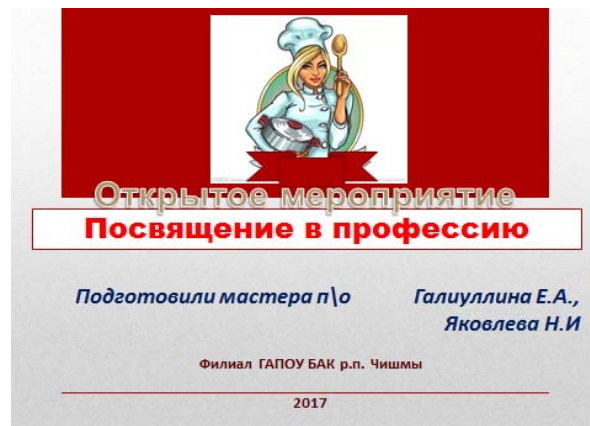 Открытое мероприятие
Посвящение в профессию
Подготовили мастера п\о Галиуллина Е.А.,
Яковлева Н.И
Филиал ГАПОУ БАК р.п. Чишмы
2017